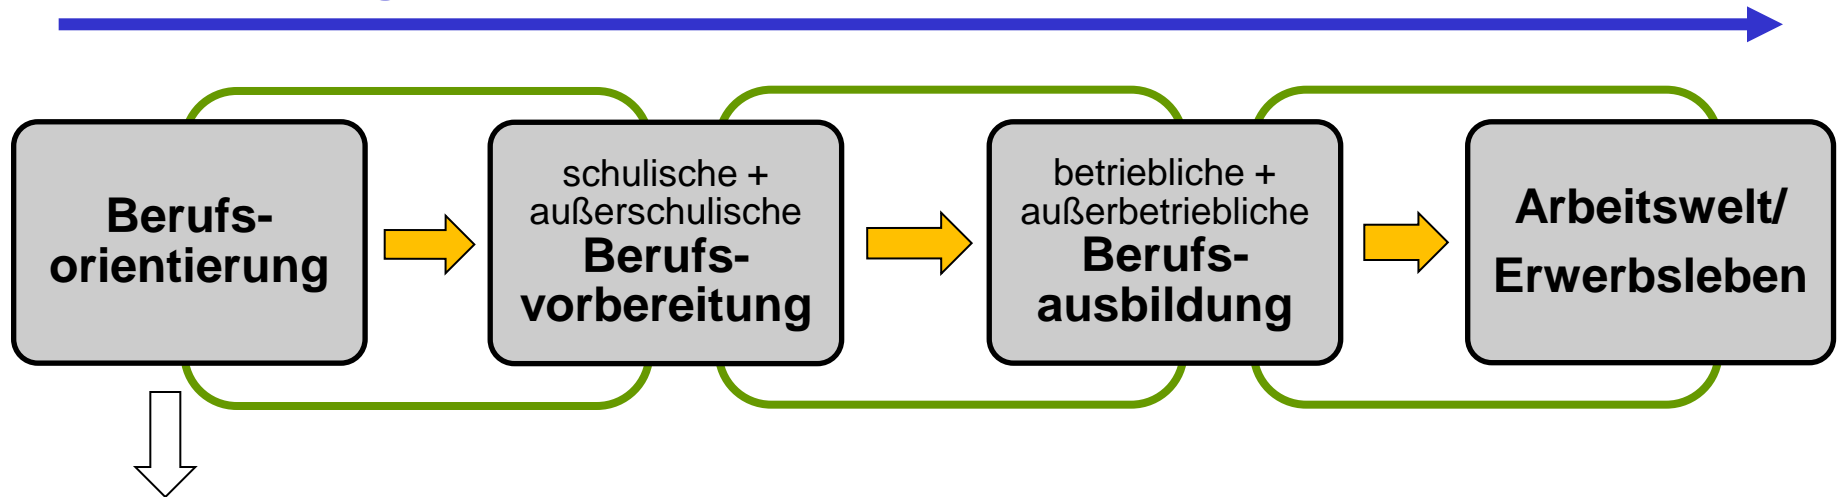 Berufs-
orientierung
schulische +
außerschulische
Berufs-
vorbereitung
betriebliche +
außerbetriebliche
Berufs-
ausbildung
Arbeitswelt/
Erwerbsleben